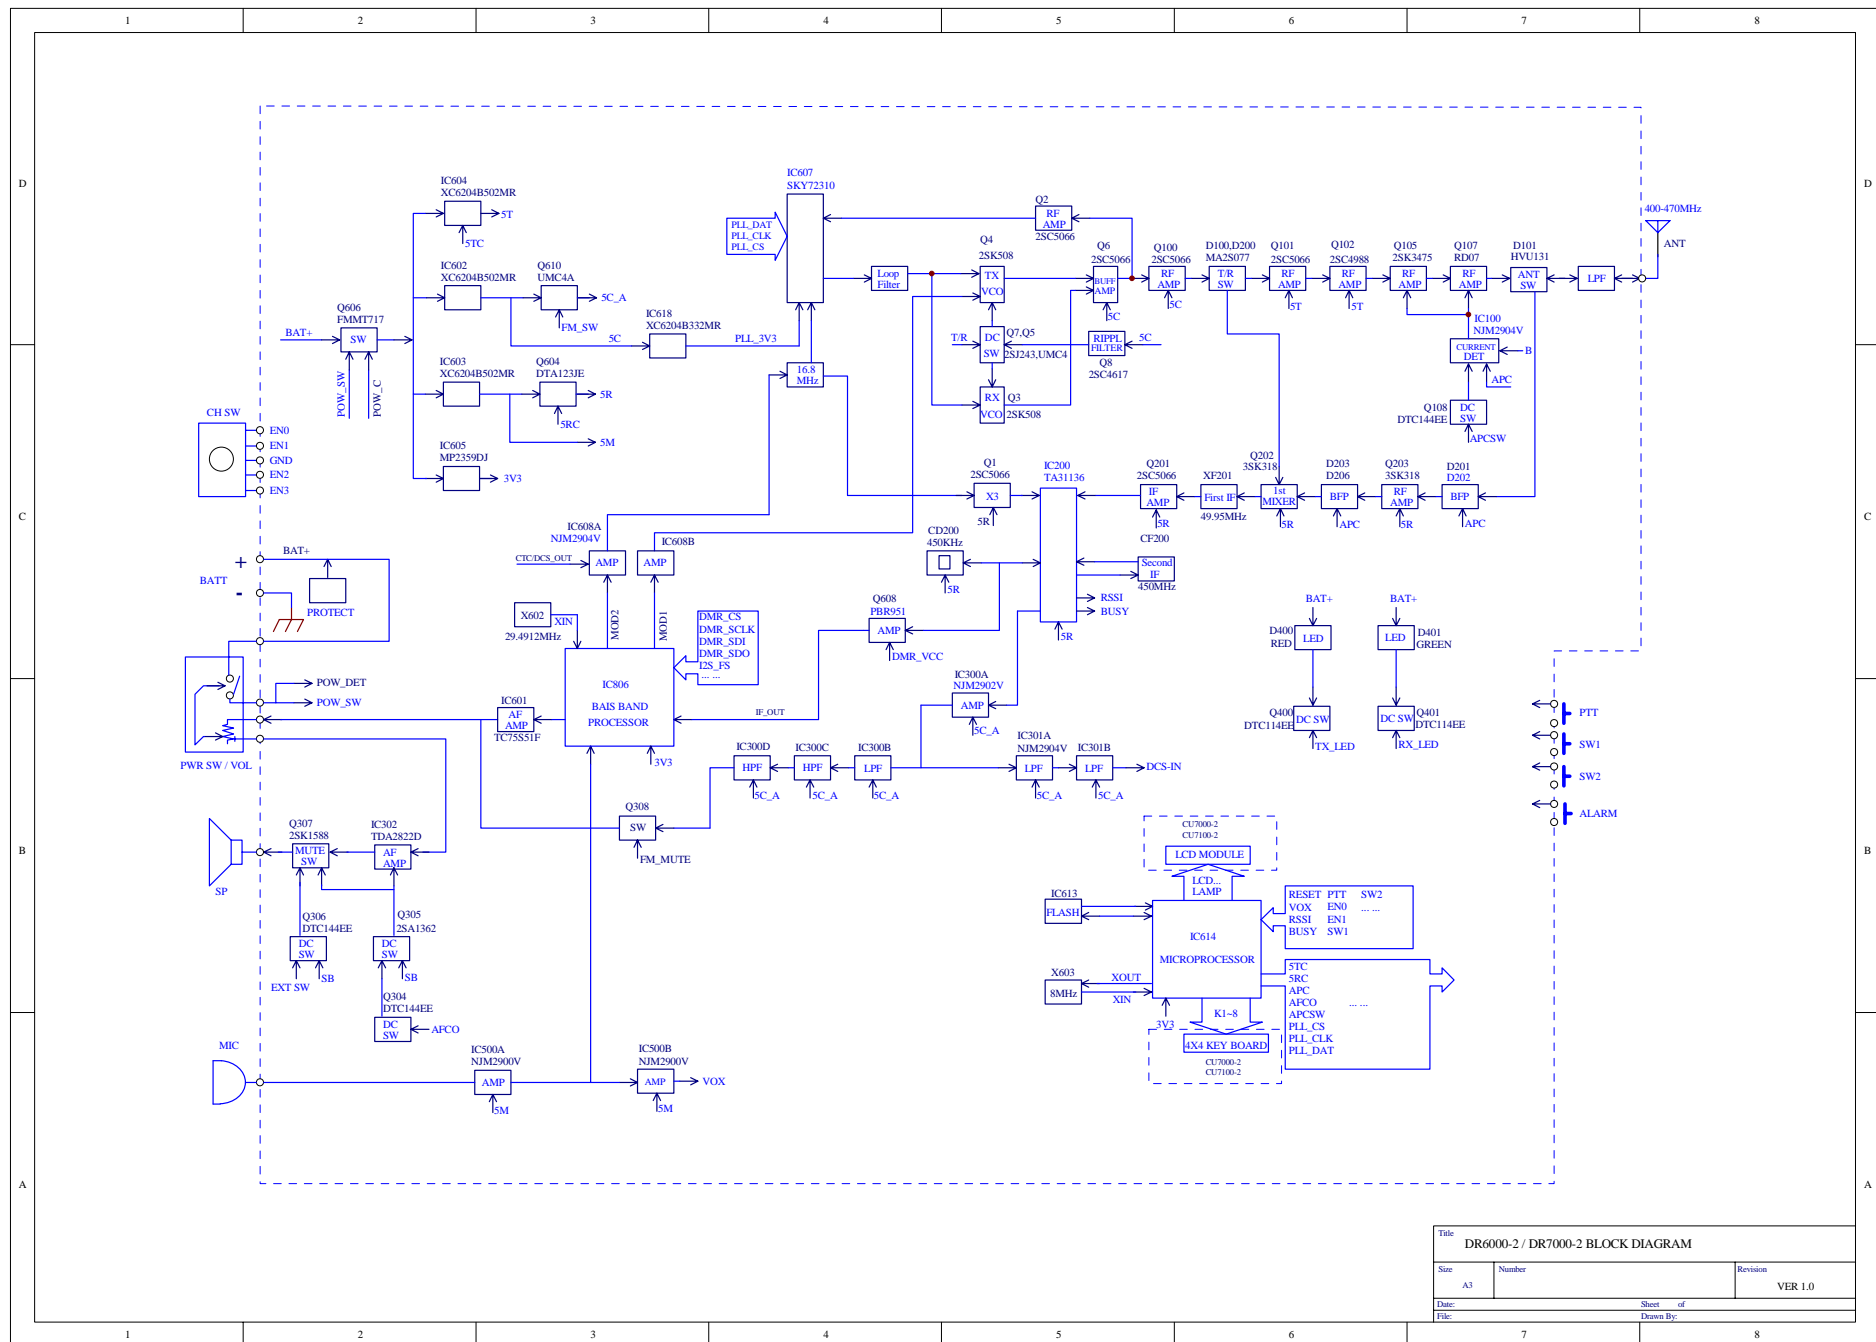 1 2 3 4 5 6 7 8
D
D
IC604
XC6204B502MR
5T
5TC
IC602
XC6204B502MR
Q610
UMC4A
5C_A
FM_SW
Q606
FMMT717
BAT+
SW
POW_SW
POW_C
5C
IC618
XC6204B332MR
PLL_3V3
IC603
XC6204B502MR
Q604
DTA123JE
5R
5RC
5M
IC605
MP2359DJ
3V3
IC607
SKY72310
PLL_DAT
PLL_CLK
PLL_CS
16.8
MHz
Loop
Filter
Q2
RF
AMP
2SC5066
Q4
2SK508
TX
VCO
Q6
2SC5066
BUFF
AMP
5C
T/R
DC
SW
Q7,Q5
2SJ243,UMC4
RIPPL
FILTER
5C
Q8
2SC4617
RX
VCO
Q3
2SK508
Q100
2SC5066
RF
AMP
5C
D100,D200
MA2S077
T/R
SW
Q101
2SC5066
RF
AMP
5T
Q102
2SC4988
RF
AMP
5T
Q105
2SK3475
RF
AMP
Q107
RD07
RF
AMP
D101
HVU131
ANT
SW
LPF
400-470MHz
ANT
IC100
NJM2904V
CURRENT
DET
B
APC
Q108
DTC144EE
DC
SW
APCSW
CH SW
EN0
EN1
GND
EN2
EN3
C
C
Q1
2SC5066
X3
5R
IC200
TA31136
Q201
2SC5066
IF
AMP
5R
XF201
First IF
49.95MHz
Q202
3SK318
1st
MIXER
5R
D203
D206
BFP
APC
Q203
3SK318
RF
AMP
5R
D201
D202
BFP
APC
CD200
450KHz
5R
CF200
Second
IF
450MHz
RSSI
BUSY
5R
IC608A
NJM2904V
CTC/DCS_OUT
AMP
IC608B
AMP
MOD2
MOD1
X602
XIN
29.4912MHz
DMR_CS
DMR_SCLK
DMR_SDI
DMR_SDO
I2S_FS
... ...
Q608
PBR951
AMP
DMR_VCC
BATT
+
-
BAT+
PROTECT
POW_DET
POW_SW
PWR SW / VOL
IC601
AF
AMP
TC75S51F
IC806
BAIS BAND
PROCESSOR
IF_OUT
3V3
IC300A
NJM2902V
AMP
5C_A
IC300D
HPF
5C_A
IC300C
HPF
5C_A
IC300B
LPF
5C_A
IC301A
NJM2904V
LPF
5C_A
IC301B
LPF
5C_A
DCS-IN
Q308
SW
FM_MUTE
BAT+
D400
RED
LED
Q400
DTC114EE
DC SW
TX_LED
BAT+
LED
D401
GREEN
DC SW
Q401
DTC114EE
RX_LED
PTT
SW1
SW2
ALARM
B
B
SP
Q307
2SK1588
MUTE
SW
IC302
TDA2822D
AF
AMP
Q306
DTC144EE
DC
SW
EXT SW
SB
Q305
2SA1362
DC
SW
SB
Q304
DTC144EE
DC
SW
AFCO
CU7000-2
CU7100-2
LCD MODULE
LCD...
LAMP
IC613
FLASH
IC614
MICROPROCESSOR
X603
8MHz
XOUT
XIN
3V3
K1~8
4X4 KEY BOARD
CU7000-2
CU7100-2
RESET PTT SW2
VOX EN0 ... ...
RSSI EN1
BUSY SW1
5TC
5RC
APC
AFCO ... ...
APCSW
PLL_CS
PLL_CLK
PLL_DAT
MIC
IC500A
NJM2900V
AMP
5M
IC500B
NJM2900V
AMP
5M
VOX
A
A
Title
DR6000-2 / DR7000-2 BLOCK DIAGRAM
Size
A3
Number
Revision
VER 1.0
Date:
Sheet of
File:
Drawn By:
1 2 3 4 5 6 7 8